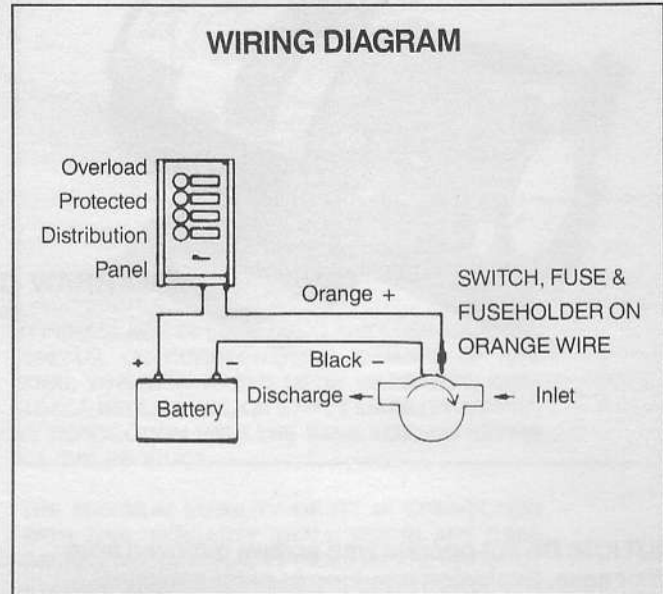 WIRING DIAGRAM
Overload
Protected
Distribution
Panel
Orange +
SWITCH, FUSE &
FUSEHOLDER ON
ORANGE WIRE
+
–
Black –
Battery
Discharge
Inlet